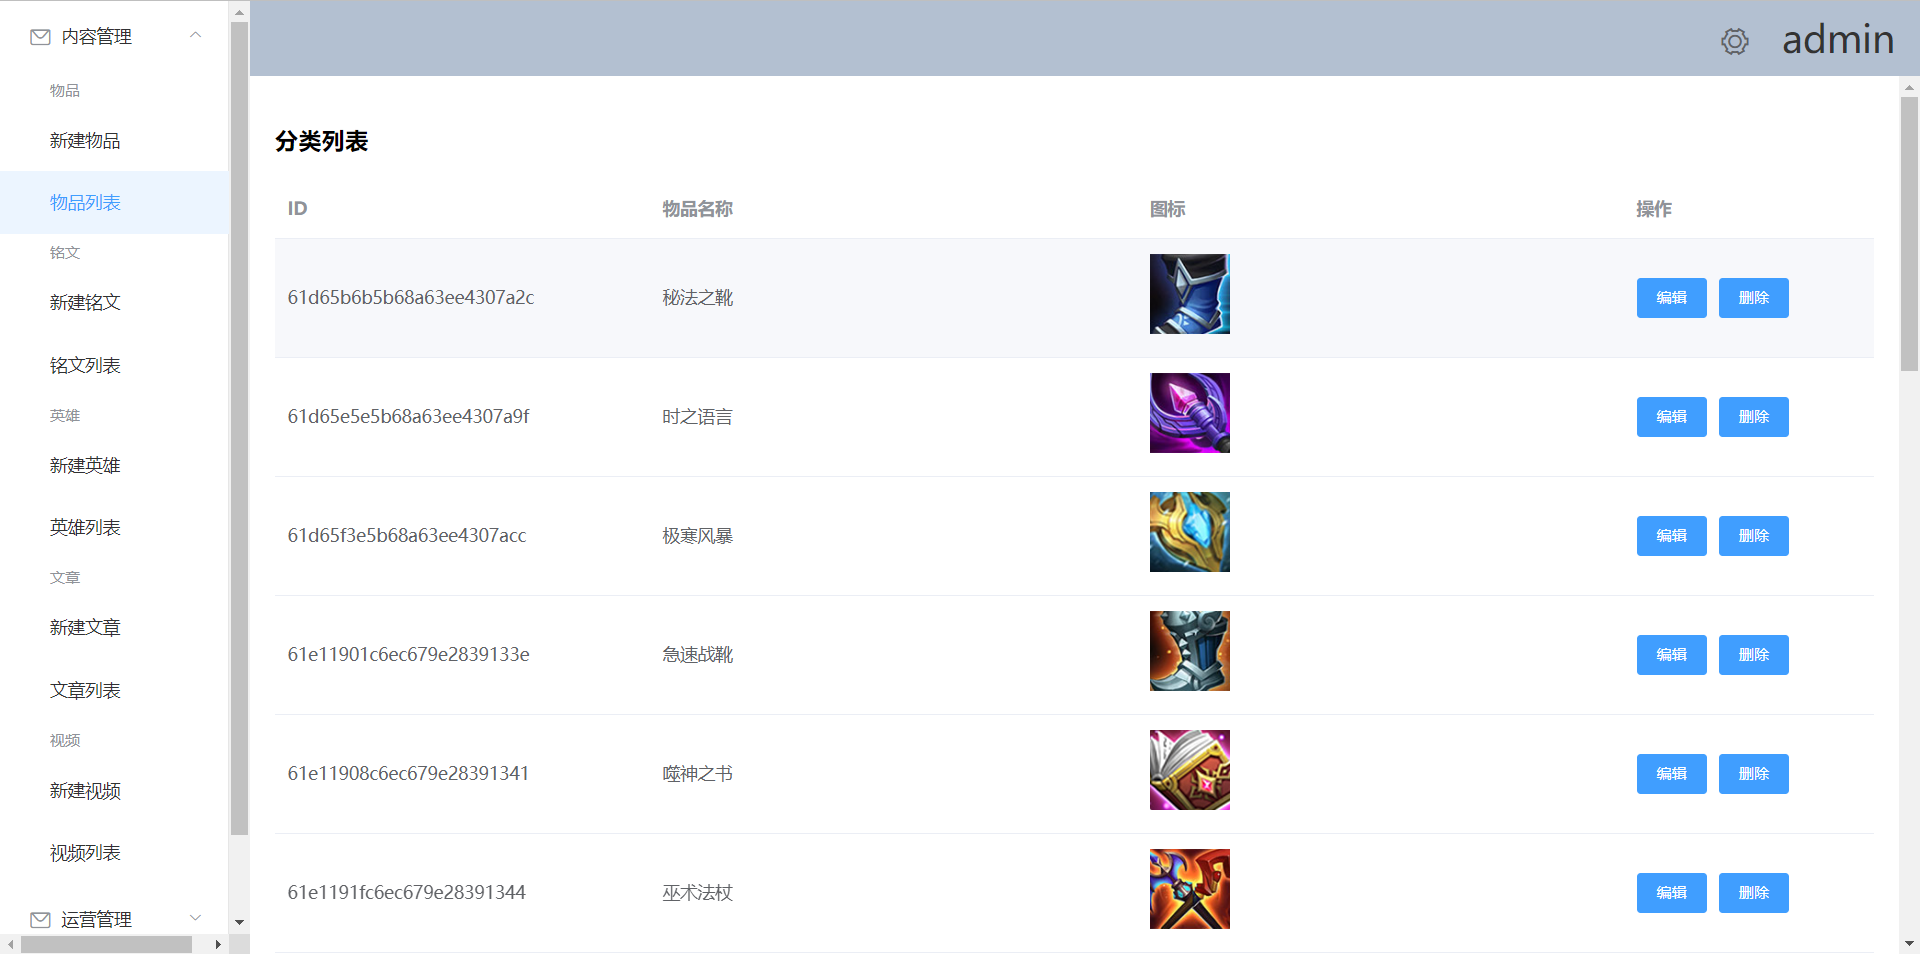 内容管理
物品
新建物品
物品列表
铭文
新建铭文
铭文列表
英雄
新建英雄
英雄列表
文章
新建文章
文章列表
视频
新建视频
视频列表
运营管理
admin
分类列表
ID 物品名称 图标 操作
61d65b6b5b68a63ee4307a2c 秘法之靴 编辑 删除
61d65e5e5b68a63ee4307a9f 时之语言 编辑 删除
61d65f3e5b68a63ee4307acc 极寒风暴 编辑 删除
61e11901c6ec679e2839133e 急速战靴 编辑 删除
61e11908c6ec679e28391341 噬神之书 编辑 删除
61e1191fc6ec679e28391344 巫术法杖 编辑 删除